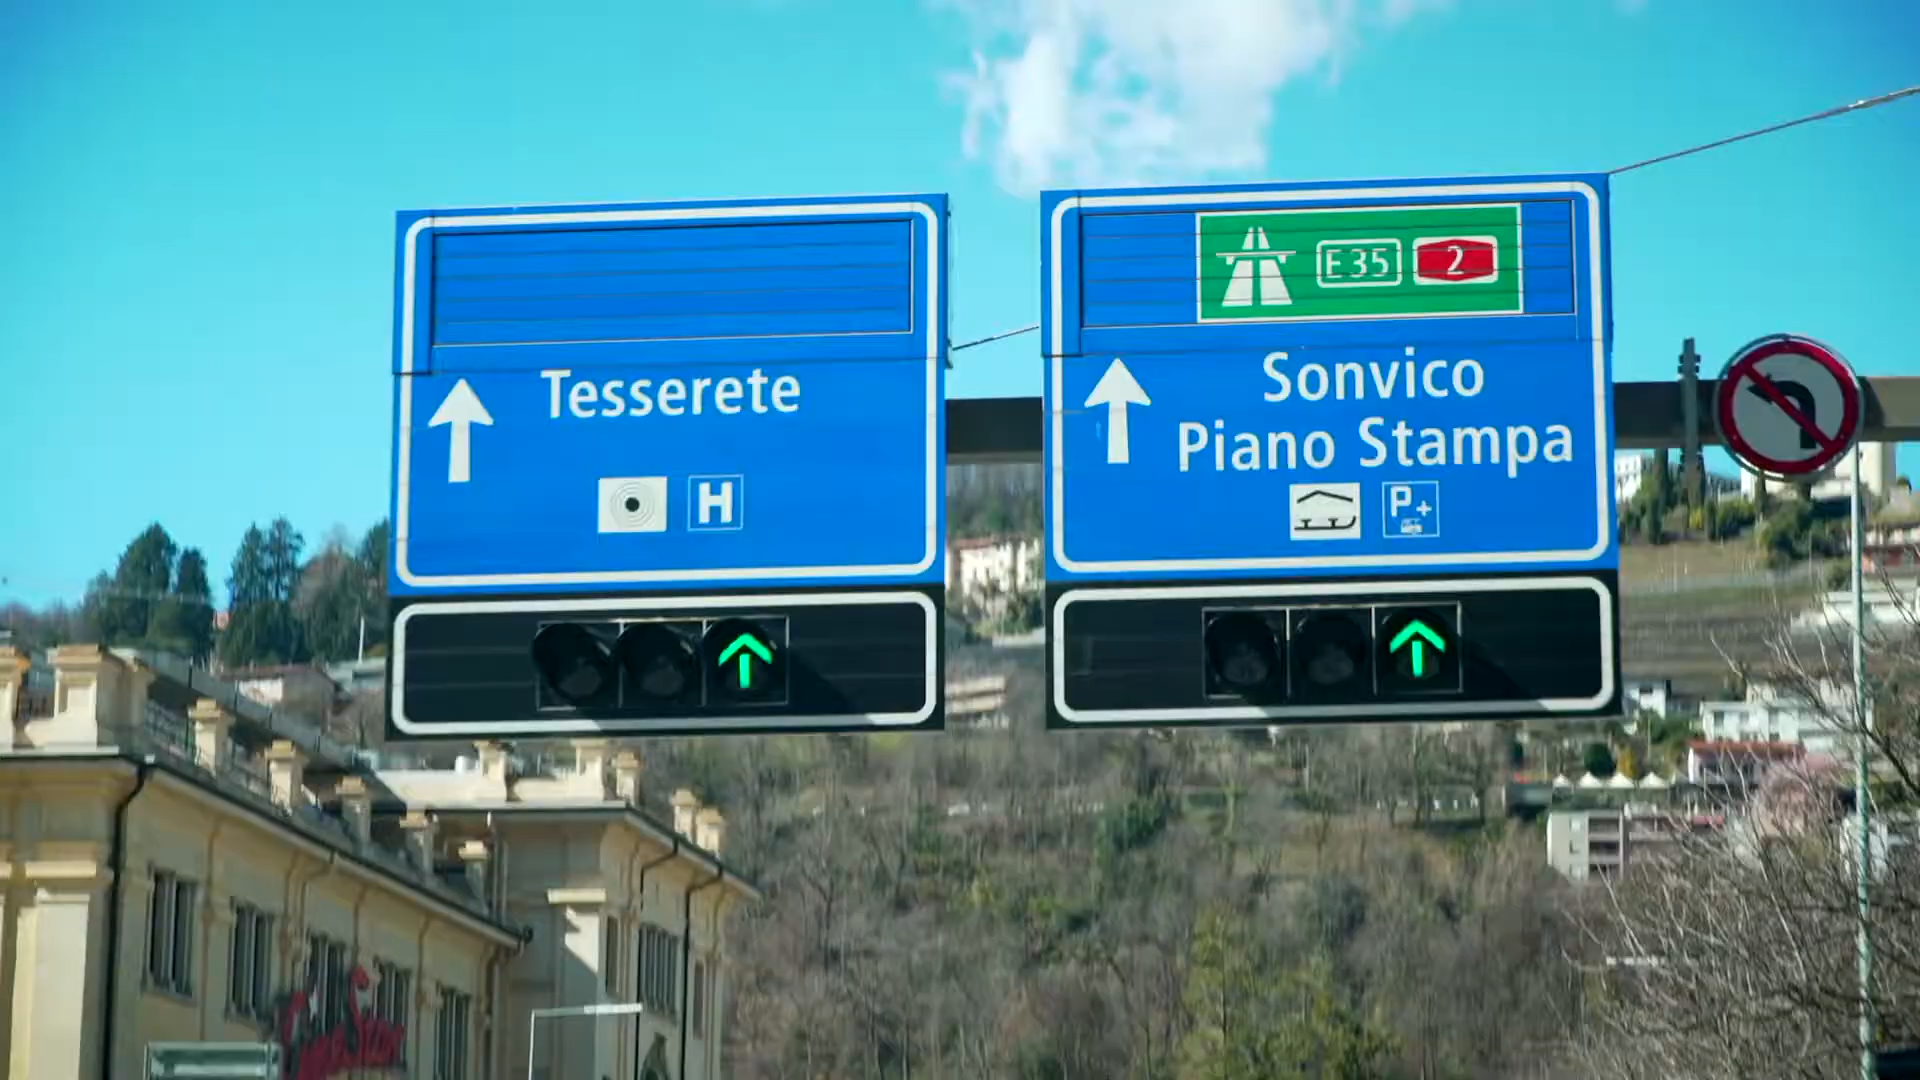 Tesserete
H
E35 2
Sonvico
Piano Stampa
P+